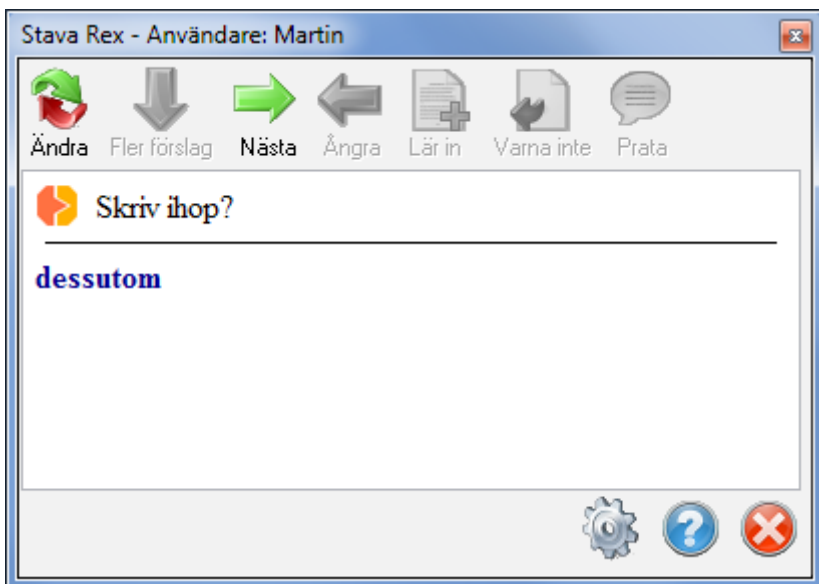 Stava Rex - Användare: Martin
Ändra Fler förslag Nästa Ångra Lär in Varna inte Prata
Skriv ihop?
dessutom